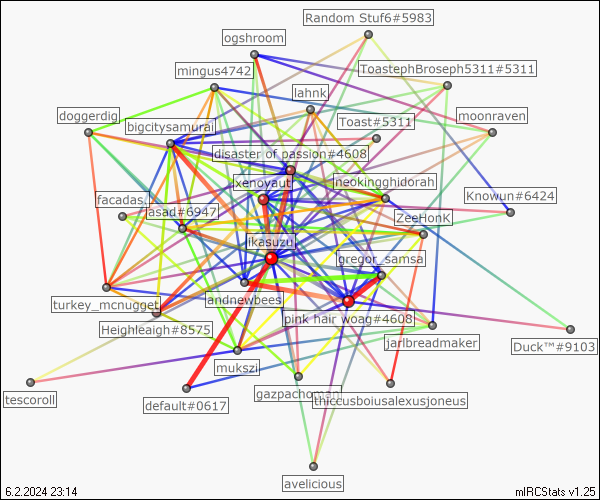 Random Stuf6#5983
ogshroom
mingus4742
ToastephBroseph5311#5311
lahnk
doggerdig
bigcitysamurai
Toast#5311
moonraven
disaster of passion#4608
xenoyaut
neokingghidorah
facadas.
asad#6947
Knowun#6424
ZeeHonK
ikasuzu
gregor_samsa
turkey_mcnugget
andnewbees
Heighleigh#8575
pink hair woag#4608
jarlbreadmaker
Duck™#9103
mukszi
tescoroll
default#0617
gazpachoman
thiccusboiusalexusjoneus
avelicious
6.2.2024 23:14
mIRCStats v1.25